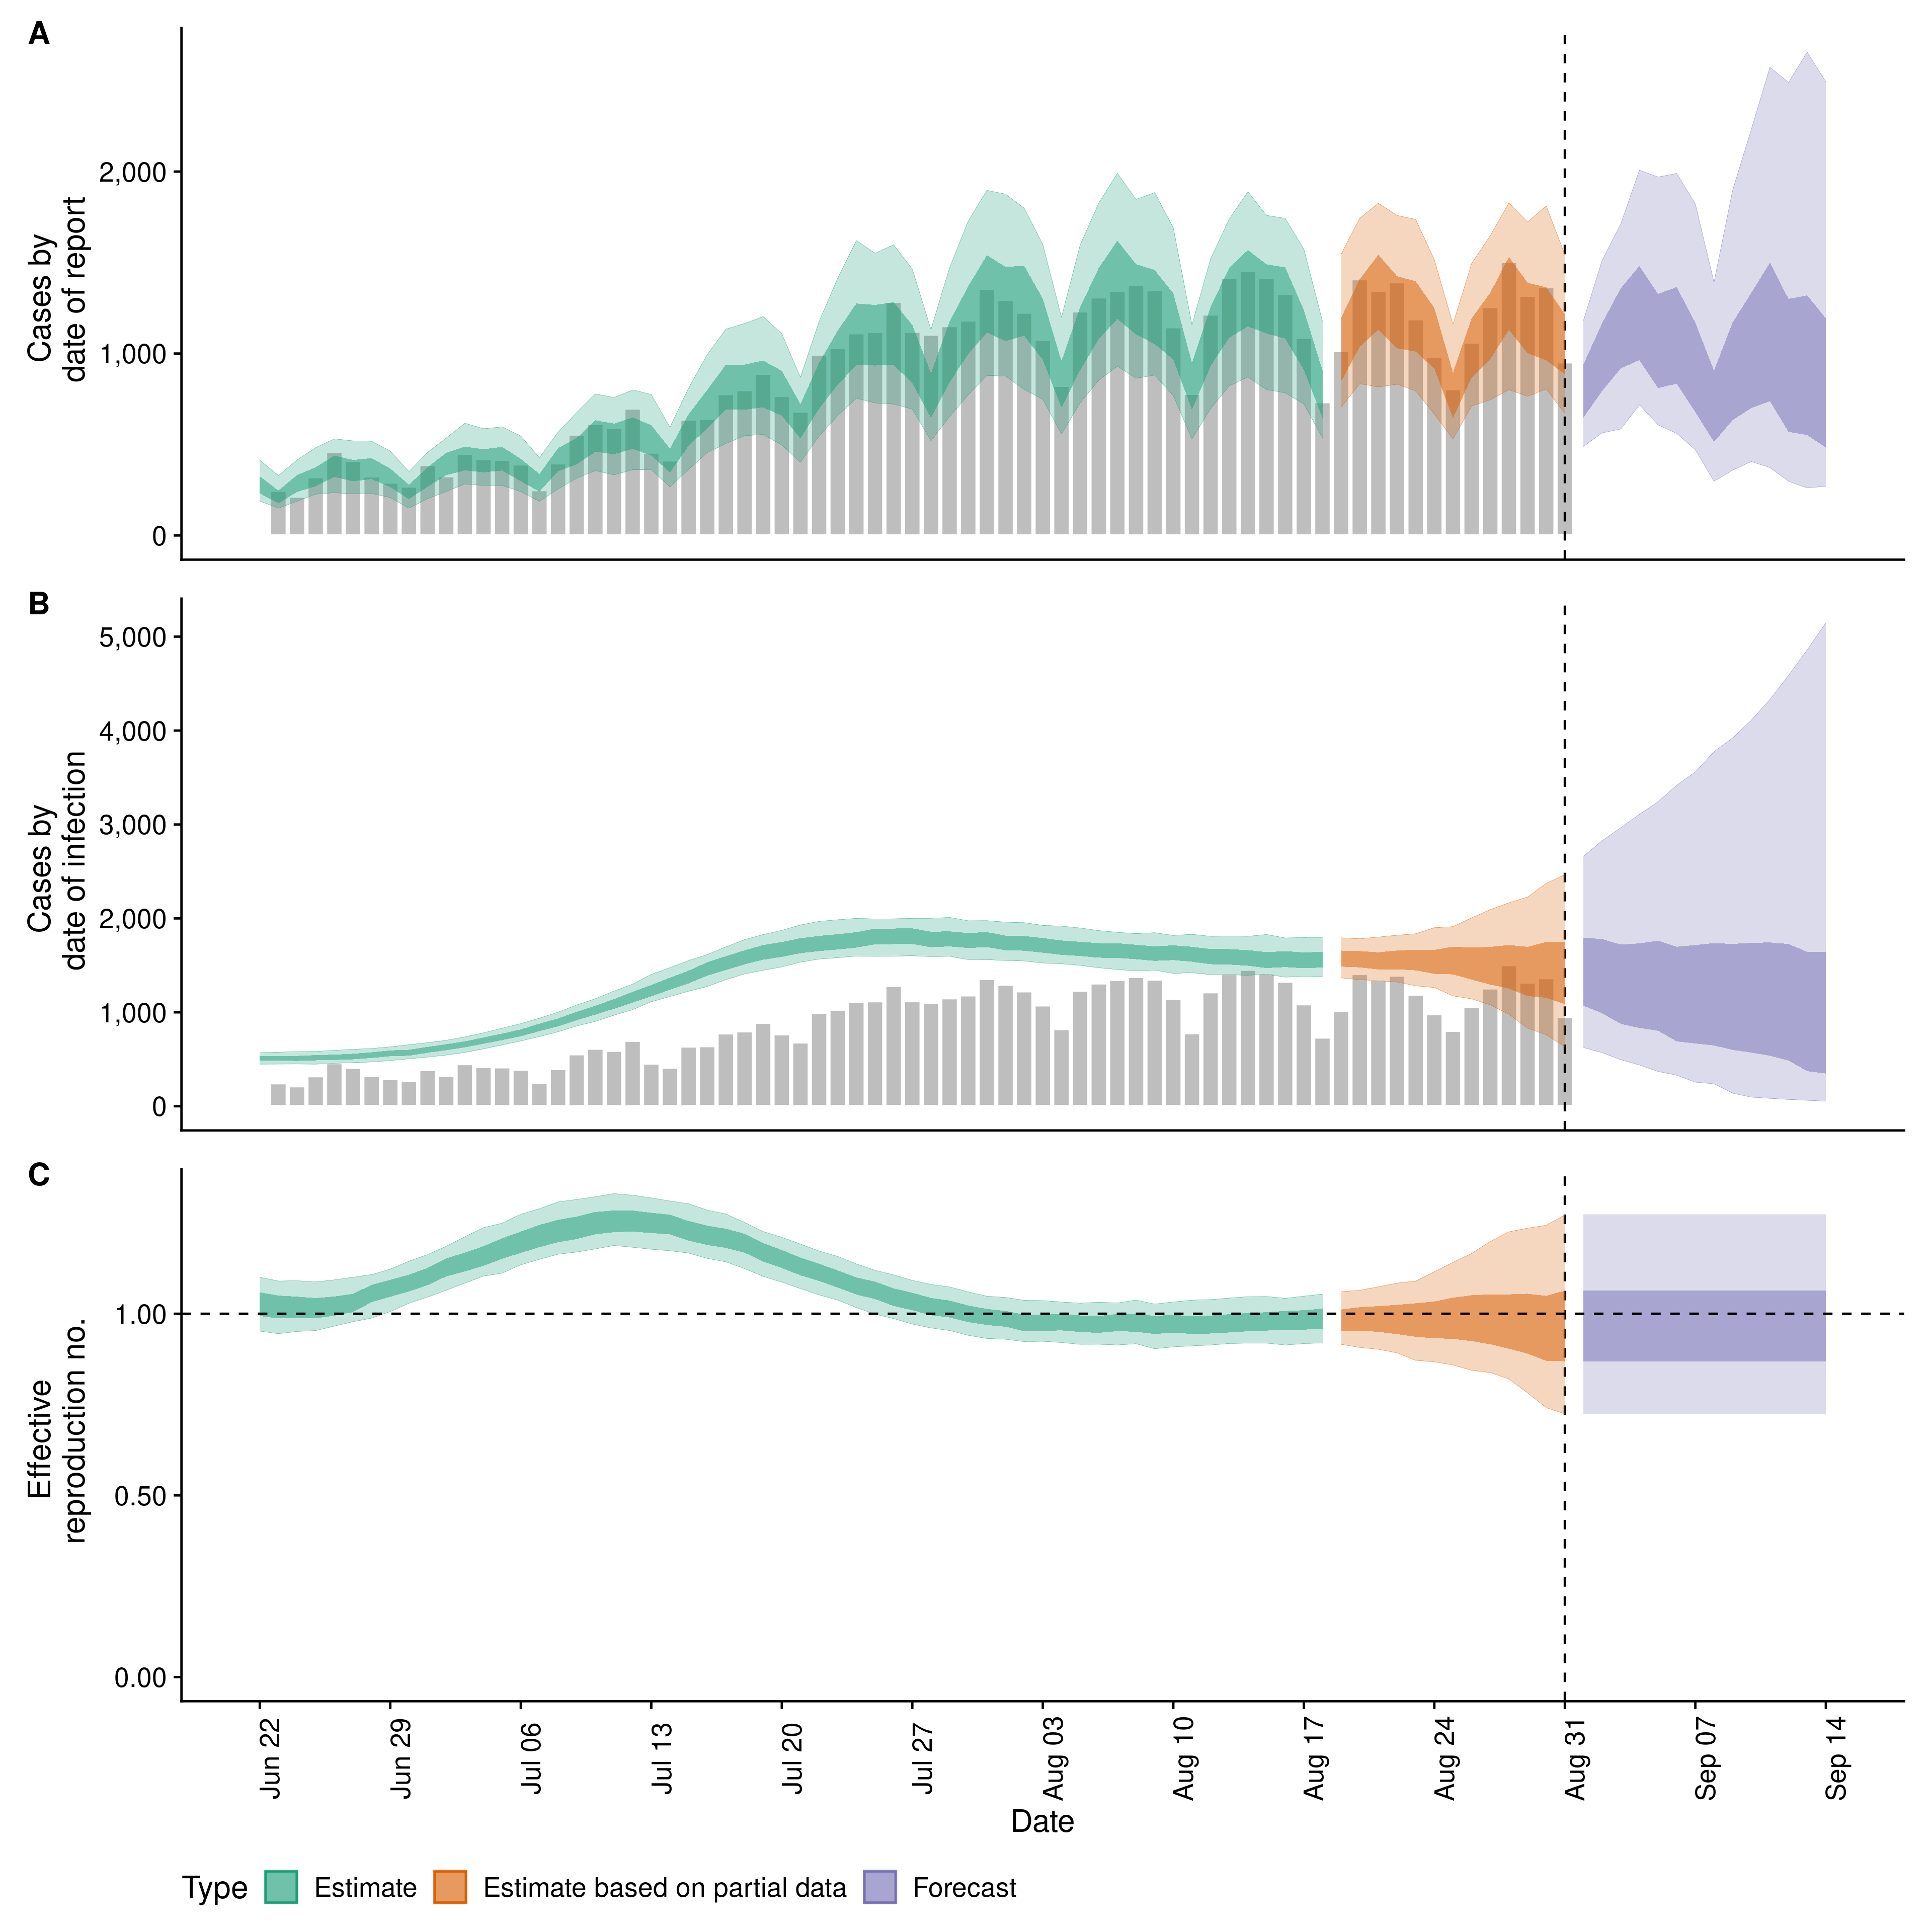 A
Cases by
date of report
2,000
1,000
0
B
Cases by
date of infection
5,000
4,000
3,000
2,000
1,000
0
C
Effective
reproduction no.
1.00
0.50
0.00
Jun 22
Jun 29
Jul 06
Jul 13
Jul 20
Jul 27
Aug 03
Aug 10
Aug 17
Aug 24
Aug 31
Sep 07
Sep 14
Date
Type Estimate Estimate based on partial data Forecast